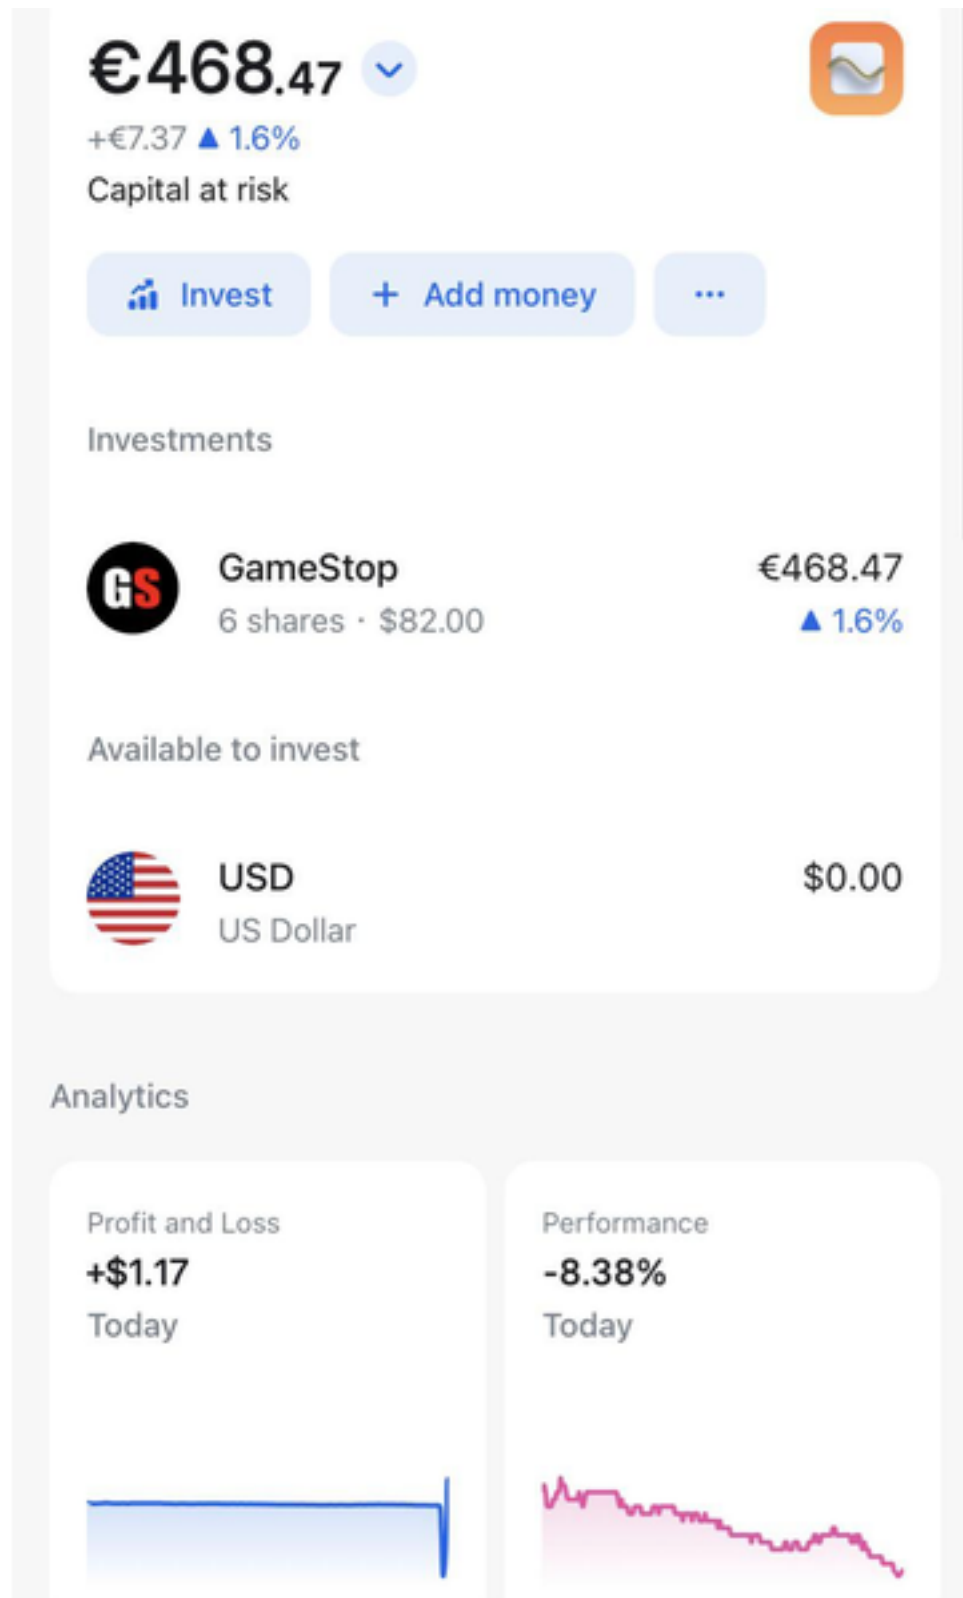 €468.47
+€7.37 ▲ 1.6%
Capital at risk
Invest
+ Add money
...
Investments
GS
GameStop
€468.47
6 shares · $82.00
▲ 1.6%
Available to invest
USD
$0.00
US Dollar
Analytics
Profit and Loss
+$1.17
Today
Performance
-8.38%
Today